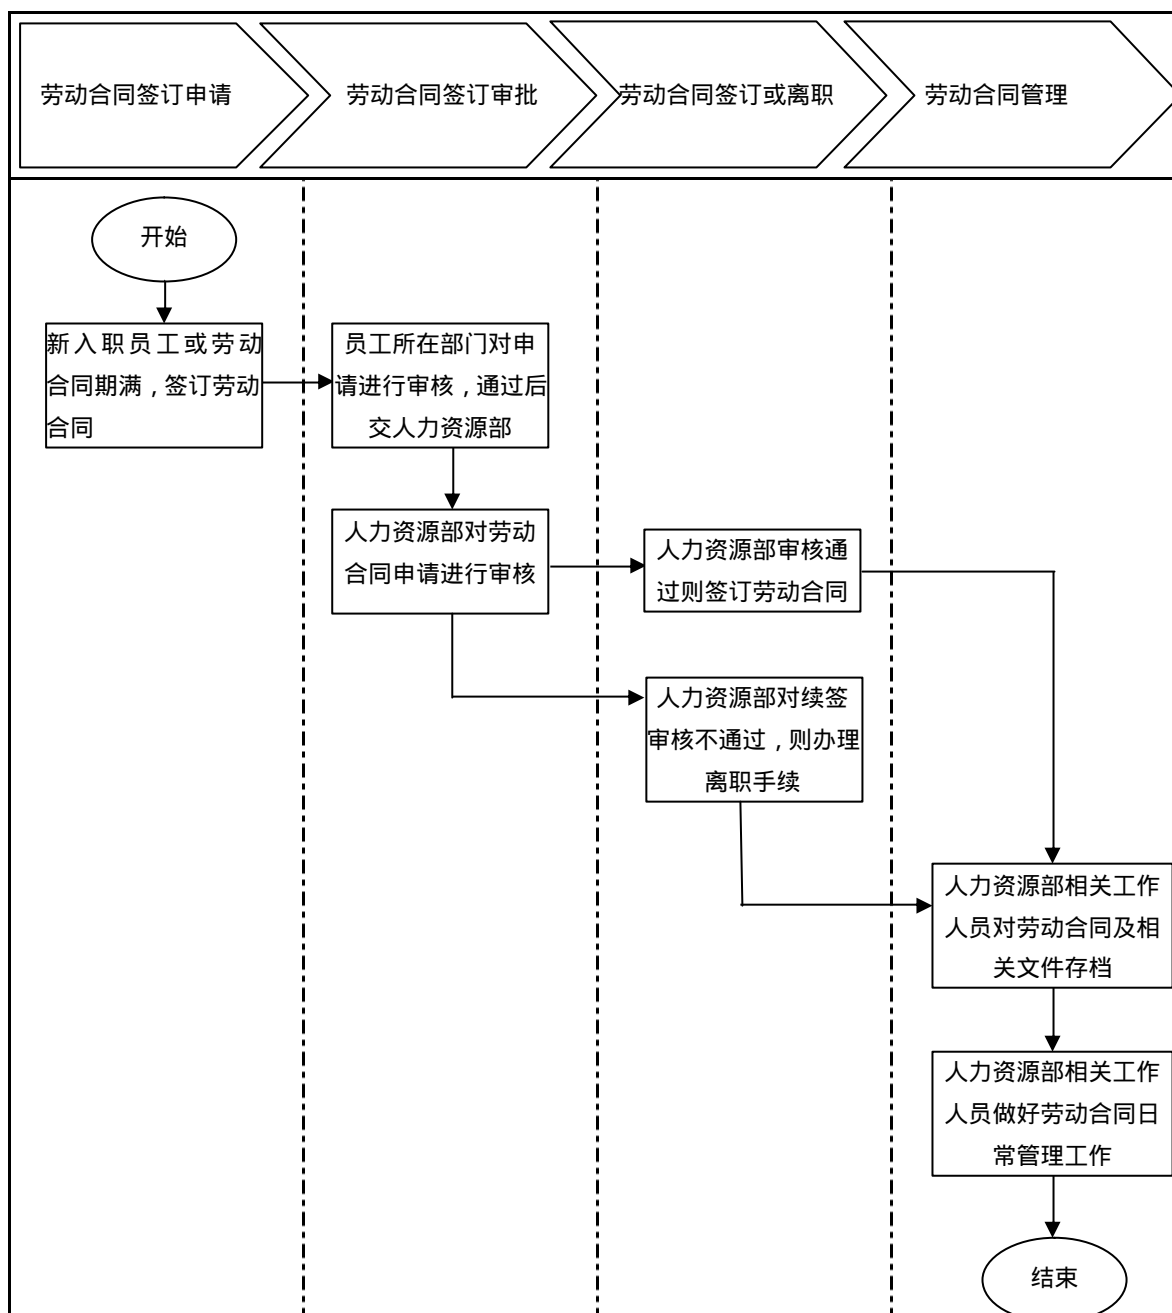 劳动合同签订申请
劳动合同签订审批
劳动合同签订或离职
劳动合同管理
开始
新入职员工或劳动
合同期满，签订劳动
合同
员工所在部门对申
请进行审核，通过后
交人力资源部
人力资源部对劳动
合同申请进行审核
人力资源部审核通
过则签订劳动合同
人力资源部对续签
审核不通过，则办理
离职手续
人力资源部相关工作
人员对劳动合同及相
关文件存档
人力资源部相关工作
人员做好劳动合同日
常管理工作
结束